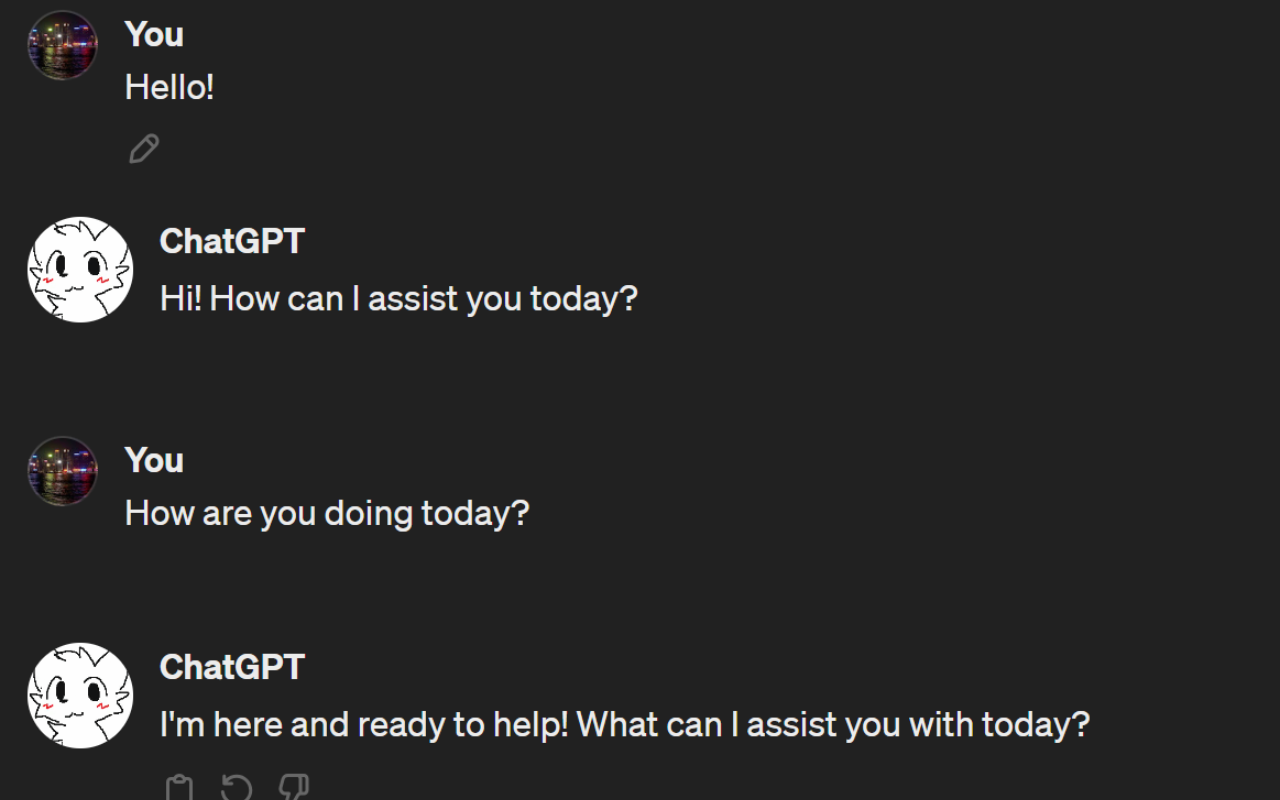 You
Hello!
ChatGPT
Hi! How can I assist you today?
You
How are you doing today?
ChatGPT
I'm here and ready to help! What can I assist you with today?